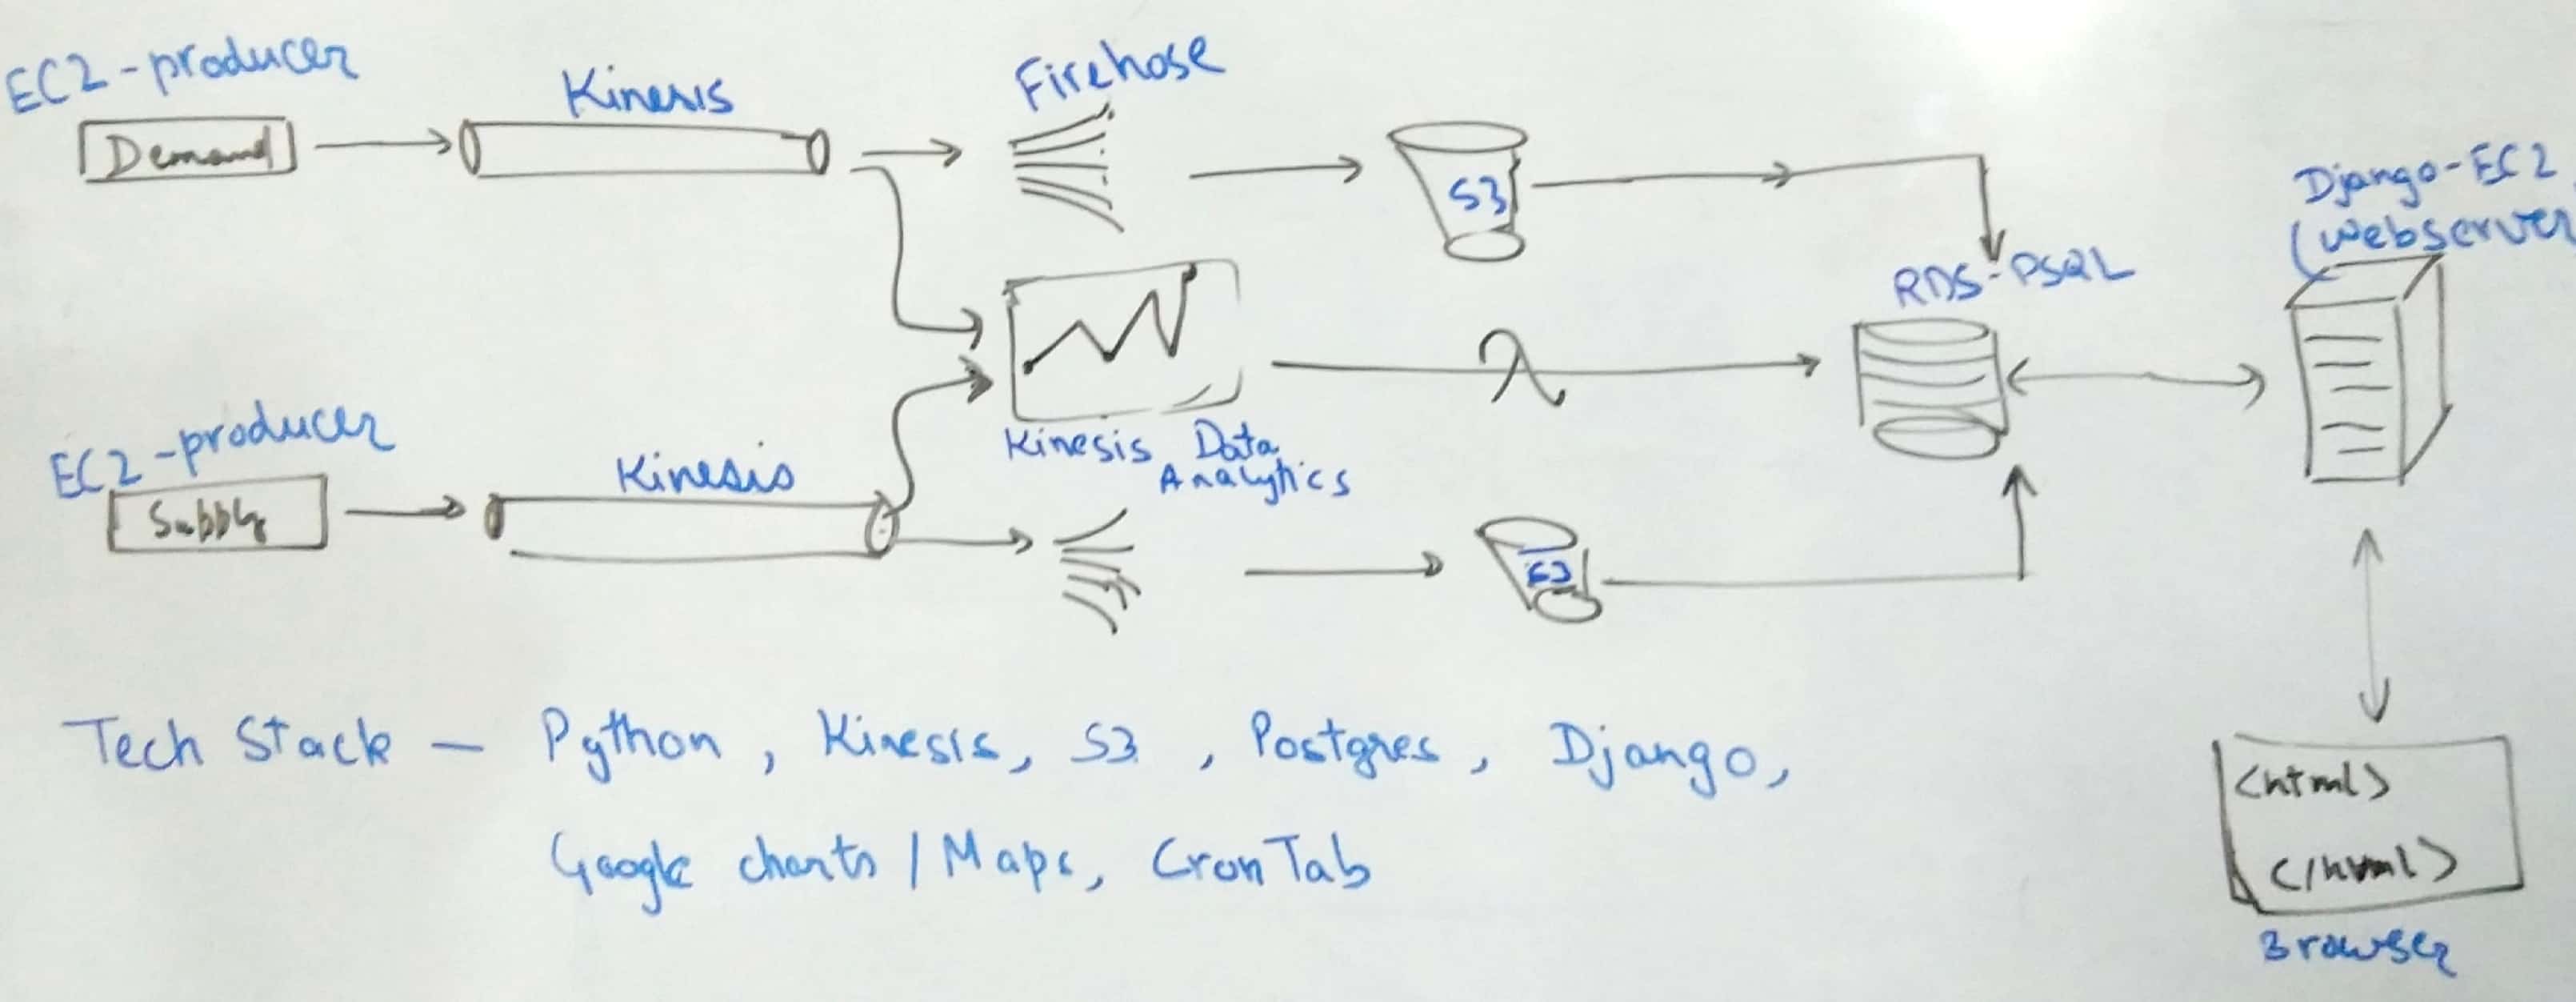 EC2-producer
Demand
Kinesis
Firehose
S3
RDS-PSQL
Django-EC2
(Webserver
Kinesis Data
Analytics
λ
EC2-producer
Supply
Kinesis
S3
Tech Stack — Python, Kinesis, S3, Postgres, Django,
Google charts / Maps, CronTab
<html>
</html>
Browser